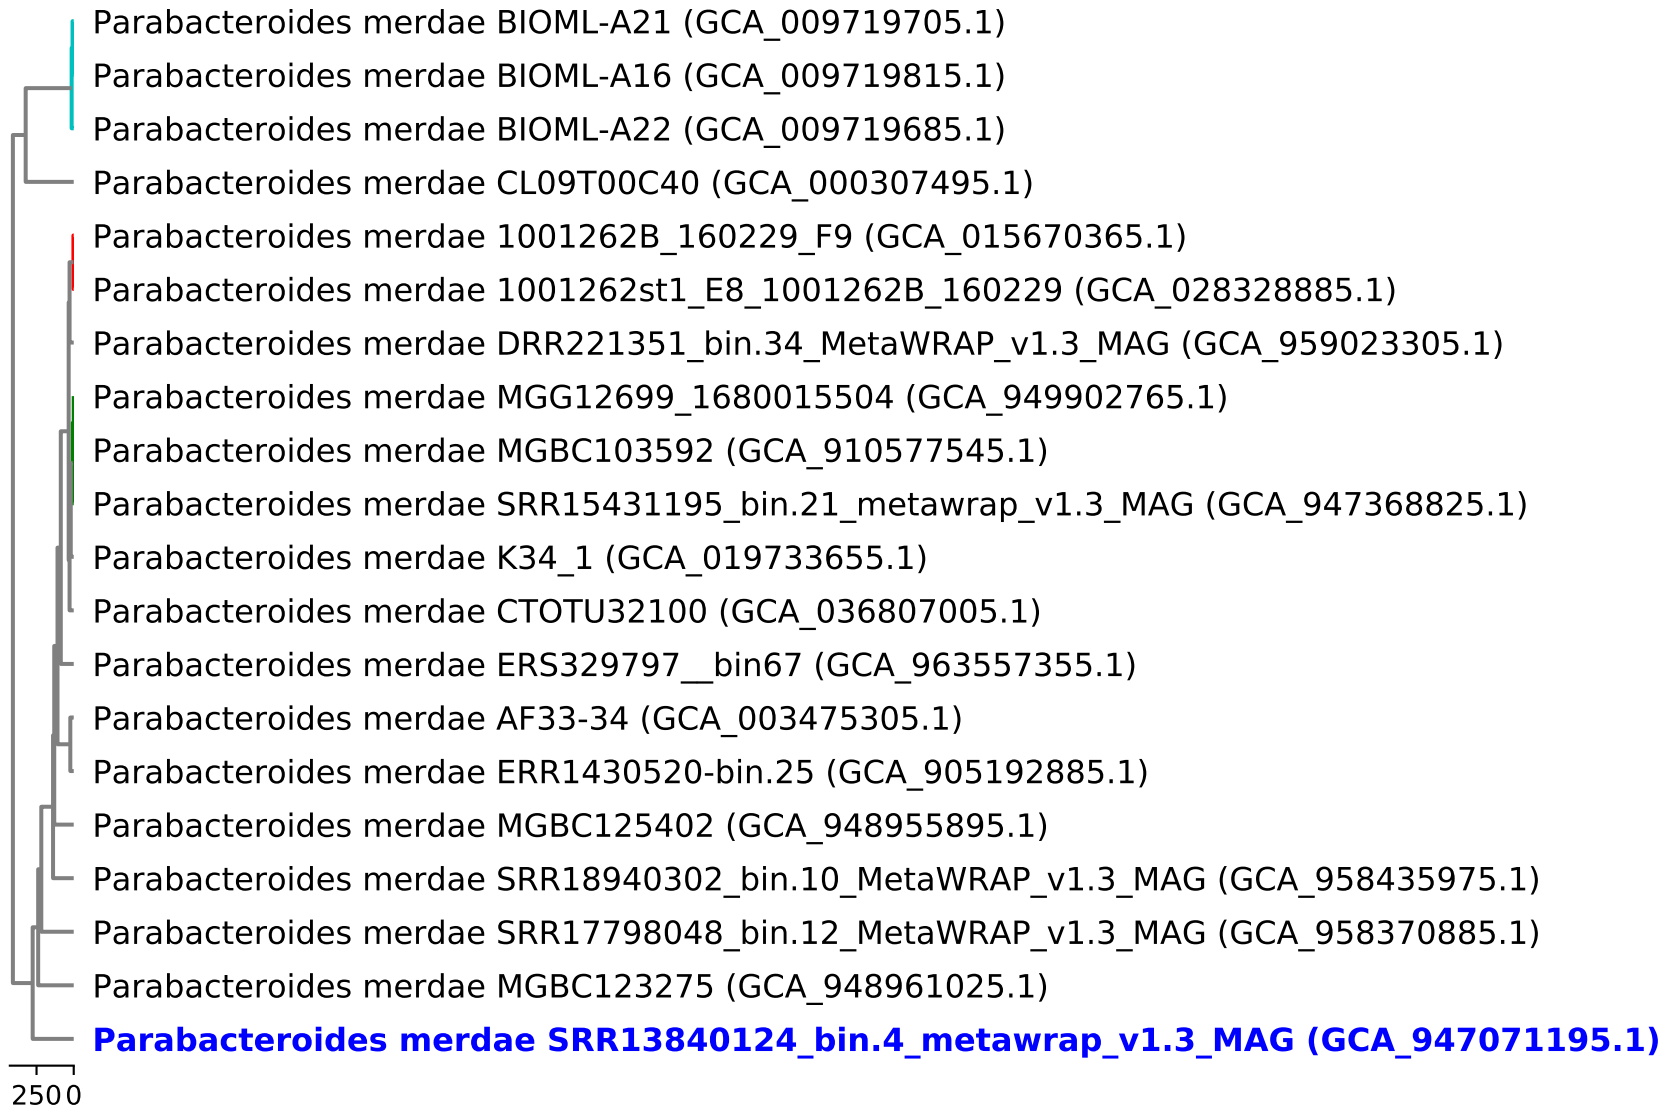 Parabacteroides merdae BIOML-A21 (GCA_009719705.1)
Parabacteroides merdae BIOML-A16 (GCA_009719815.1)
Parabacteroides merdae BIOML-A22 (GCA_009719685.1)
Parabacteroides merdae CL09T00C40 (GCA_000307495.1)
Parabacteroides merdae 1001262B_160229_F9 (GCA_015670365.1)
Parabacteroides merdae 1001262st1_E8_1001262B_160229 (GCA_028328885.1)
Parabacteroides merdae DRR221351_bin.34_MetaWRAP_v1.3_MAG (GCA_959023305.1)
Parabacteroides merdae MGG12699_1680015504 (GCA_949902765.1)
Parabacteroides merdae MGBC103592 (GCA_910577545.1)
Parabacteroides merdae SRR15431195_bin.21_metawrap_v1.3_MAG (GCA_947368825.1)
Parabacteroides merdae K34_1 (GCA_019733655.1)
Parabacteroides merdae CTOTU32100 (GCA_036807005.1)
Parabacteroides merdae ERS329797__bin67 (GCA_963557355.1)
Parabacteroides merdae AF33-34 (GCA_003475305.1)
Parabacteroides merdae ERR1430520-bin.25 (GCA_905192885.1)
Parabacteroides merdae MGBC125402 (GCA_948955895.1)
Parabacteroides merdae SRR18940302_bin.10_MetaWRAP_v1.3_MAG (GCA_958435975.1)
Parabacteroides merdae SRR17798048_bin.12_MetaWRAP_v1.3_MAG (GCA_958370885.1)
Parabacteroides merdae MGBC123275 (GCA_948961025.1)
Parabacteroides merdae SRR13840124_bin.4_metawrap_v1.3_MAG (GCA_947071195.1)
250 0